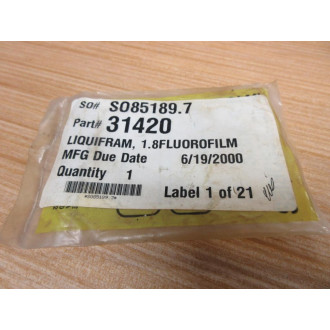 SO# SO85189.7
Part# 31420
LIQUIFRAM, 1.8FLUOROFILM
MFG Due Date 6/19/2000
Quantity 1
Label 1 of 21